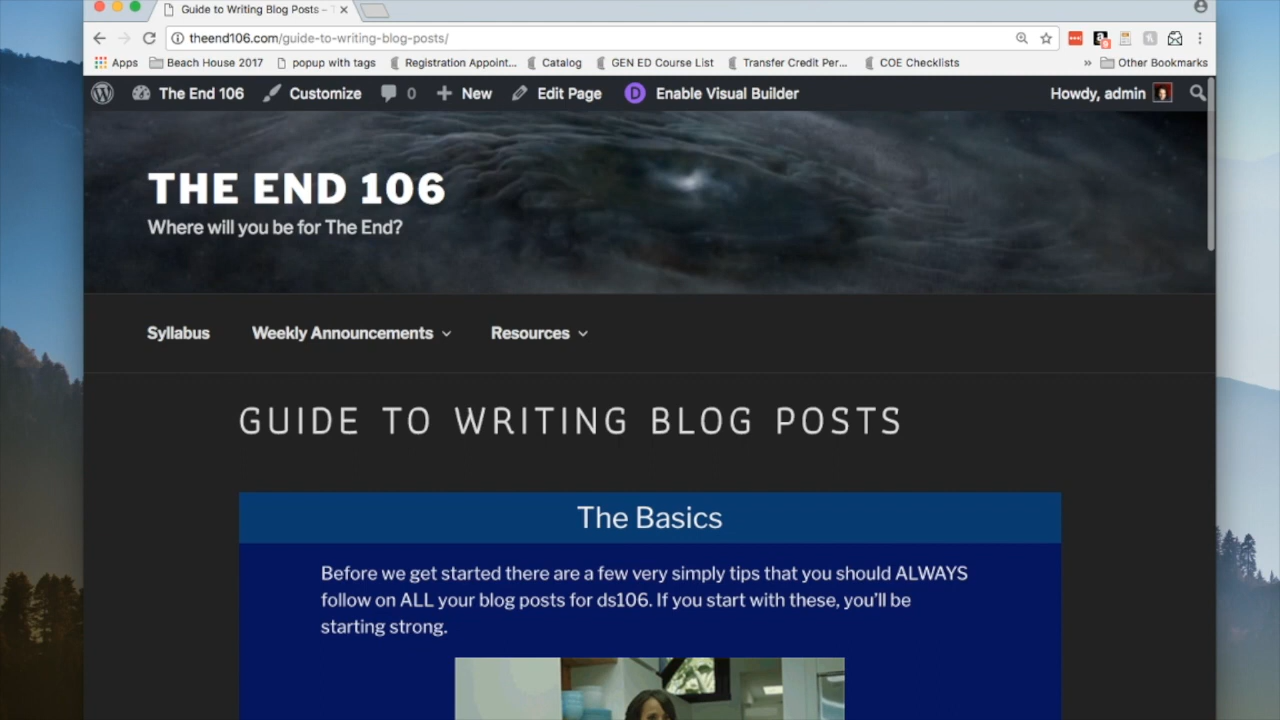 Guide to Writing Blog Posts – T
theend106.com/guide-to-writing-blog-posts/
Apps Beach House 2017 popup with tags Registration Appoint... Catalog GEN ED Course List Transfer Credit Per... COE Checklists » Other Bookmarks
The End 106 Customize 0 New Edit Page D Enable Visual Builder Howdy, admin
THE END 106
Where will you be for The End?
Syllabus Weekly Announcements Resources
GUIDE TO WRITING BLOG POSTS
The Basics
Before we get started there are a few very simply tips that you should ALWAYS
follow on ALL your blog posts for ds106. If you start with these, you'll be
starting strong.